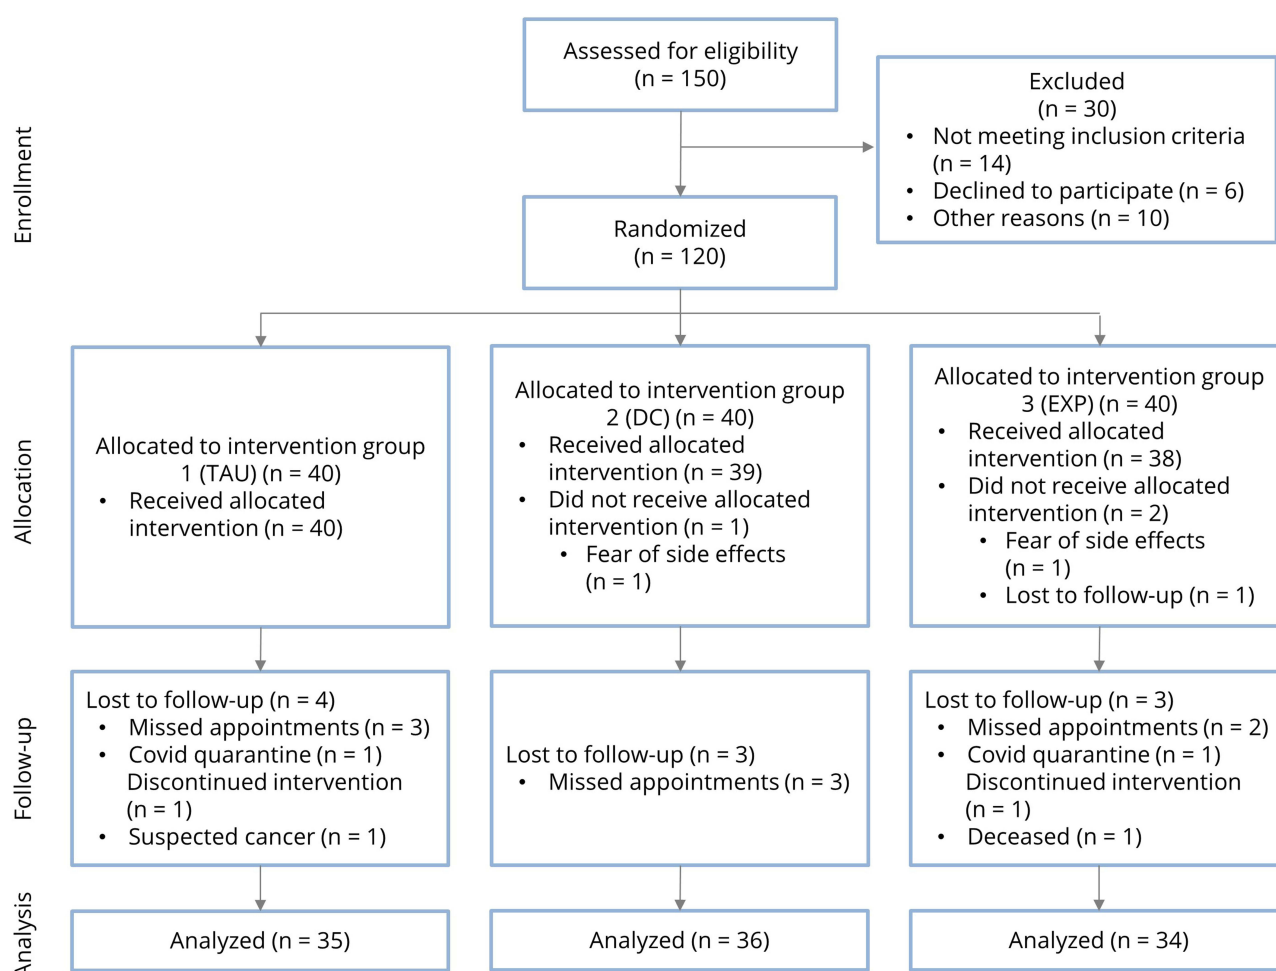 Assessed for eligibility
(n = 150)
Excluded
(n = 30)
• Not meeting inclusion criteria
(n = 14)
• Declined to participate (n = 6)
• Other reasons (n = 10)
Enrollment
Randomized
(n = 120)
Allocation
Allocated to intervention group
1 (TAU) (n = 40)
• Received allocated
intervention (n = 40)
Allocated to intervention group
2 (DC) (n = 40)
• Received allocated
intervention (n = 39)
• Did not receive allocated
intervention (n = 1)
• Fear of side effects
(n = 1)
Allocated to intervention group
3 (EXP) (n = 40)
• Received allocated
intervention (n = 38)
• Did not receive allocated
intervention (n = 2)
• Fear of side effects
(n = 1)
• Lost to follow-up (n = 1)
Follow-up
Lost to follow-up (n = 4)
• Missed appointments (n = 3)
• Covid quarantine (n = 1)
Discontinued intervention
(n = 1)
• Suspected cancer (n = 1)
Lost to follow-up (n = 3)
• Missed appointments (n = 3)
Lost to follow-up (n = 3)
• Missed appointments (n = 2)
• Covid quarantine (n = 1)
Discontinued intervention
(n = 1)
• Deceased (n = 1)
Analysis
Analyzed (n = 35)
Analyzed (n = 36)
Analyzed (n = 34)